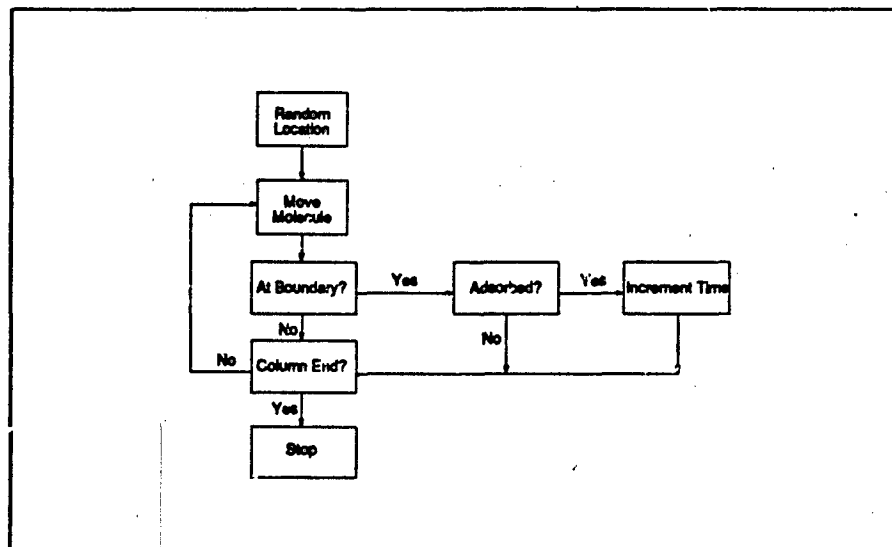 Random
Location
Move
Molecule
At Boundary?
Yes
Adsorbed?
Yes
Increment Time
No
No
No
Column End?
Yes
Stop